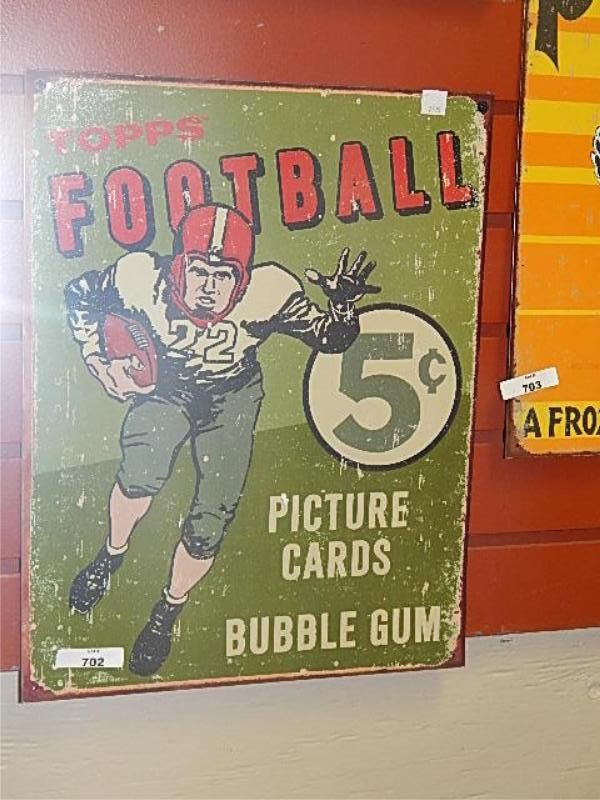 TOPPS
FOOTBALL
22
5¢
PICTURE
CARDS
BUBBLE GUM
702
703
A FRO